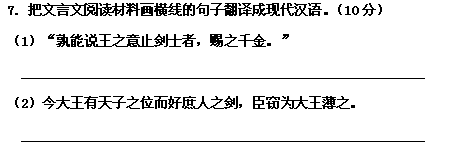 7. 把文言文阅读材料画横线的句子翻译成现代汉语。(10分)
(1) “孰能说王之意止剑士者，赐之千金。”
(2) 今大王有天子之位而好庶人之剑，臣窃为大王薄之。